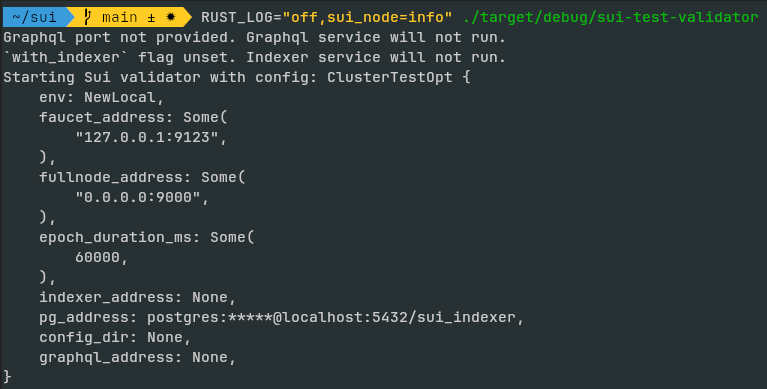 ~/sui main ± ✹ RUST_LOG="off,sui_node=info" ./target/debug/sui-test-validator
Graphql port not provided. Graphql service will not run.
`with_indexer` flag unset. Indexer service will not run.
Starting Sui validator with config: ClusterTestOpt {
    env: NewLocal,
    faucet_address: Some(
        "127.0.0.1:9123",
    ),
    fullnode_address: Some(
        "0.0.0.0:9000",
    ),
    epoch_duration_ms: Some(
        60000,
    ),
    indexer_address: None,
    pg_address: postgres:*****@localhost:5432/sui_indexer,
    config_dir: None,
    graphql_address: None,
}